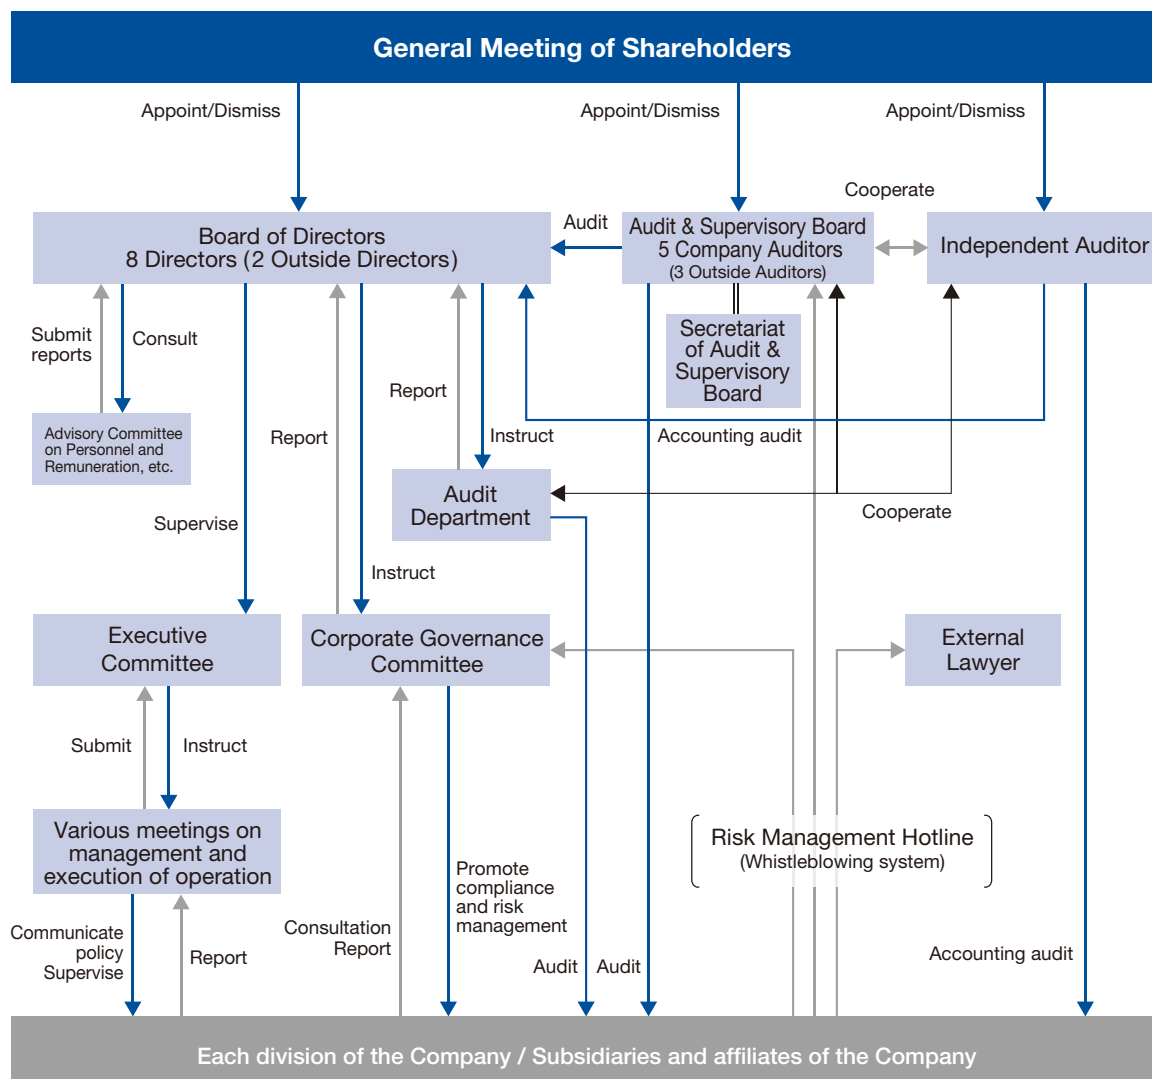 General Meeting of Shareholders
Appoint/Dismiss
Appoint/Dismiss
Appoint/Dismiss
Cooperate
Board of Directors
8 Directors (2 Outside Directors)
Audit
Audit & Supervisory Board
5 Company Auditors
(3 Outside Auditors)
Independent Auditor
Submit
reports
Consult
Secretariat
of Audit &
Supervisory
Board
Report
Advisory Committee
on Personnel and
Remuneration, etc.
Report
Instruct
Accounting audit
Audit
Department
Cooperate
Supervise
Instruct
Executive
Committee
Corporate Governance
Committee
External
Lawyer
Submit
Instruct
Various meetings on
management and
execution of operation
Risk Management Hotline
(Whistleblowing system)
Promote
compliance
and risk
management
Communicate
policy
Supervise
Report
Consultation
Report
Audit
Audit
Accounting audit
Each division of the Company / Subsidiaries and affiliates of the Company